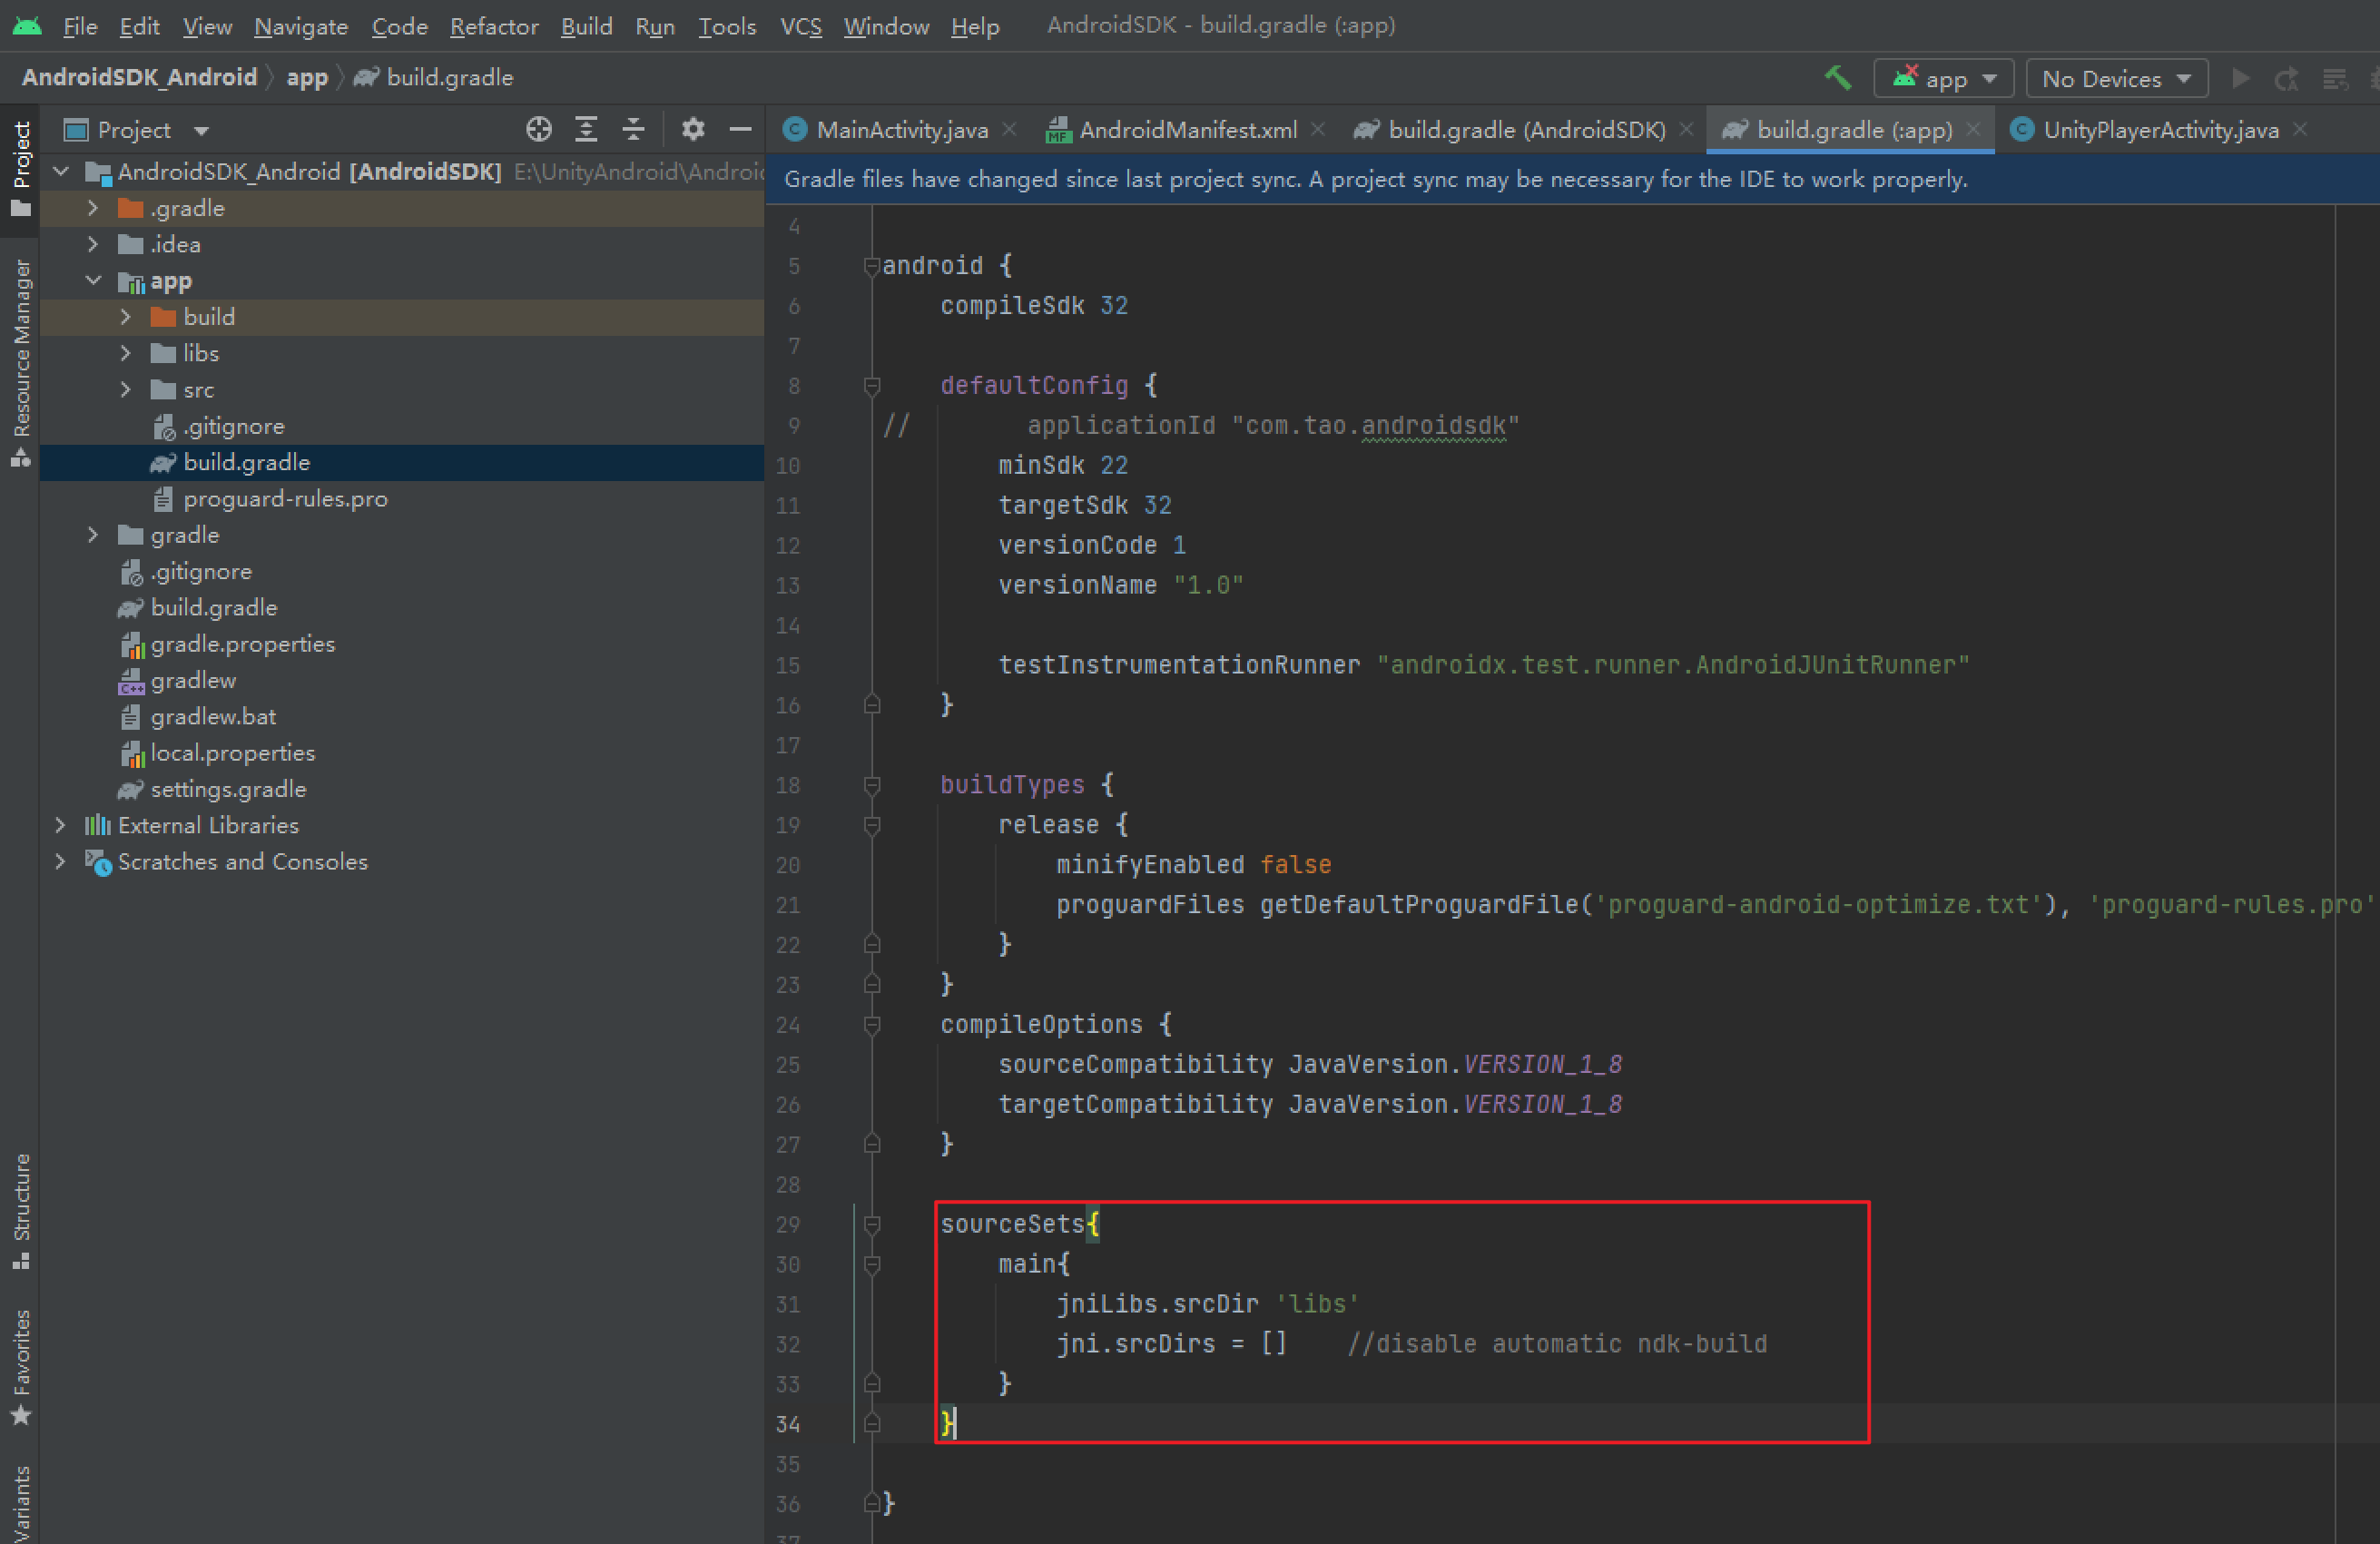 File Edit View Navigate Code Refactor Build Run Tools VCS Window Help AndroidSDK - build.gradle (:app)
AndroidSDK_Android app build.gradle app No Devices
Project
MainActivity.java AndroidManifest.xml build.gradle (AndroidSDK) build.gradle (:app) UnityPlayerActivity.java
Gradle files have changed since last project sync. A project sync may be necessary for the IDE to work properly.
Project
Resource Manager
Structure
Favorites
Variants
AndroidSDK_Android [AndroidSDK] E:\UnityAndroid\Androi
.gradle
.idea
app
build
libs
src
.gitignore
build.gradle
proguard-rules.pro
gradle
.gitignore
build.gradle
gradle.properties
gradlew
gradlew.bat
local.properties
settings.gradle
External Libraries
Scratches and Consoles
4
5 android {
6 compileSdk 32
7
8 defaultConfig {
9 // applicationId "com.tao.androidsdk"
10 minSdk 22
11 targetSdk 32
12 versionCode 1
13 versionName "1.0"
14
15 testInstrumentationRunner "androidx.test.runner.AndroidJUnitRunner"
16 }
17
18 buildTypes {
19 release {
20 minifyEnabled false
21 proguardFiles getDefaultProguardFile('proguard-android-optimize.txt'), 'proguard-rules.pro'
22 }
23 }
24 compileOptions {
25 sourceCompatibility JavaVersion.VERSION_1_8
26 targetCompatibility JavaVersion.VERSION_1_8
27 }
28
29 sourceSets{
30 main{
31 jniLibs.srcDir 'libs'
32 jni.srcDirs = [] //disable automatic ndk-build
33 }
34 }
35
36 }
37